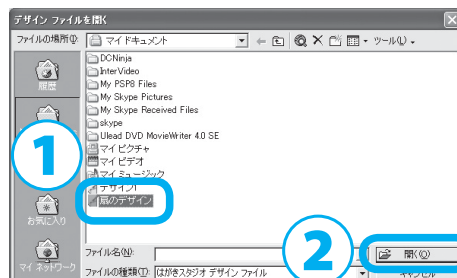 デザイン ファイルを開く
ファイルの場所(I):
マイ ドキュメント
ツール(L)
履歴
DCNinja
InterVideo
My PSP8 Files
My Skype Pictures
My Skype Received Files
skype
Ulead DVD MovieWriter 4.0 SE
マイ ピクチャ
マイ ビデオ
マイ ミュージック
デザイン1
扇のデザイン
1
お気に入り
マイ ネットワーク
ファイル名(N):
ファイルの種類(T):
はがきスタジオ デザイン ファイル
2
開く(O)
キャンセル